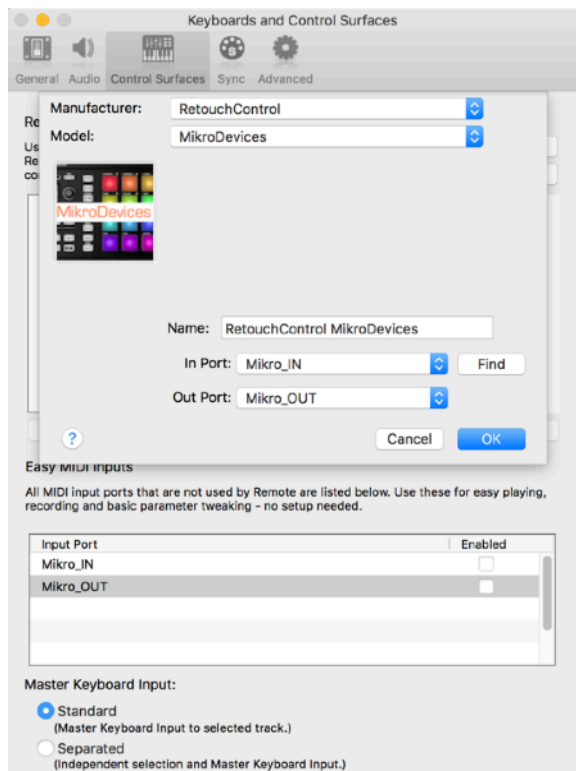 Keyboards and Control Surfaces
General Audio Control Surfaces Sync Advanced
Manufacturer: RetouchControl
Re
Model: MikroDevices
Us
Re
co
MikroDevices
Name: RetouchControl MikroDevices
In Port: Mikro_IN Find
Out Port: Mikro_OUT
? Cancel OK
Easy MIDI Inputs
All MIDI input ports that are not used by Remote are listed below. Use these for easy playing,
recording and basic parameter tweaking - no setup needed.
Input Port Enabled
Mikro_IN
Mikro_OUT
Master Keyboard Input:
Standard
(Master Keyboard Input to selected track.)
Separated
(Independent selection and Master Keyboard Input.)